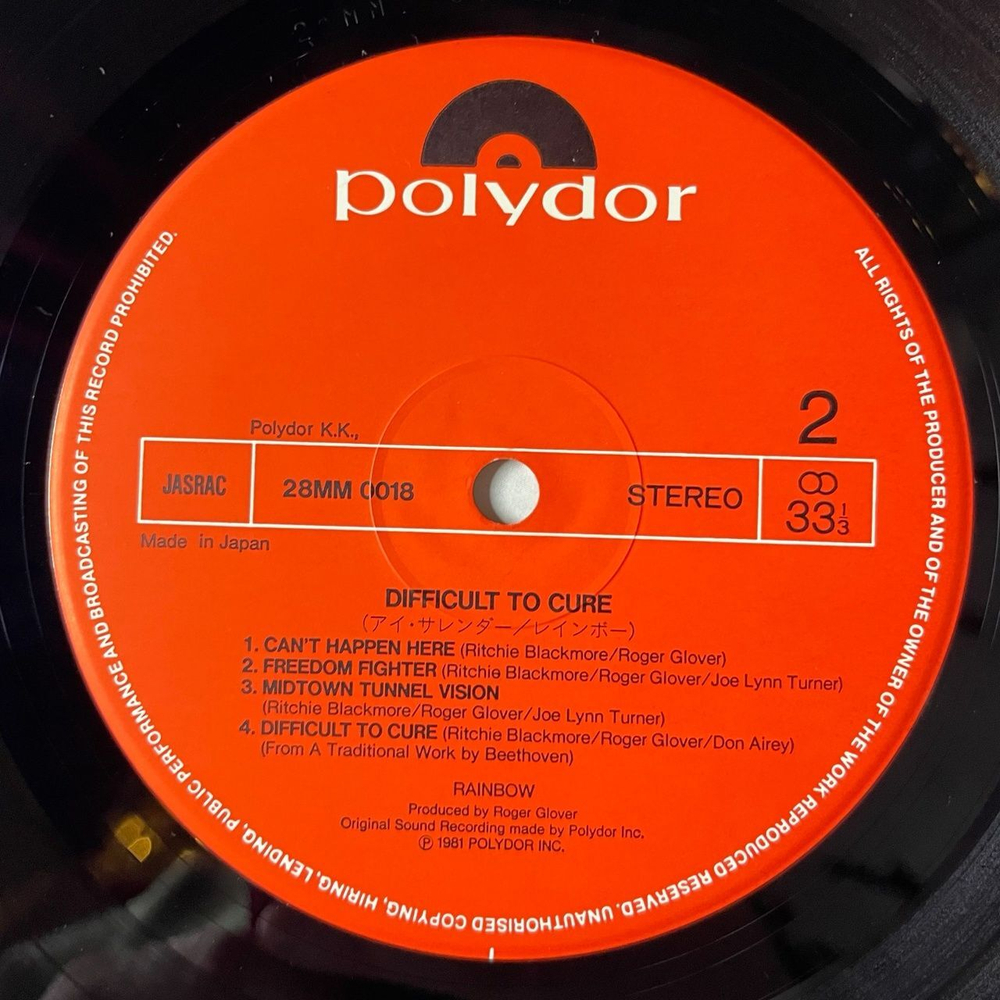 polydor
ALL RIGHTS OF THE PRODUCER AND OF THE OWNER OF THE WORK REPRODUCED RESERVED. UNAUTHORISED COPYING, HIRING, LENDING, PUBLIC PERFORMANCE AND BROADCASTING OF THIS RECORD PROHIBITED.
2
Polydor K.K.,
JASRAC 28MM 0018 STEREO ∞ 33⅓
Made in Japan
DIFFICULT TO CURE
(アイ・サレンダー/レインボー)
1. CAN'T HAPPEN HERE (Ritchie Blackmore/Roger Glover)
2. FREEDOM FIGHTER (Ritchie Blackmore/Roger Glover/Joe Lynn Turner)
3. MIDTOWN TUNNEL VISION
(Ritchie Blackmore/Roger Glover/Joe Lynn Turner)
4. DIFFICULT TO CURE (Ritchie Blackmore/Roger Glover/Don Airey)
(From A Traditional Work by Beethoven)
RAINBOW
Produced by Roger Glover
Original Sound Recording made by Polydor Inc.
Ⓟ 1981 POLYDOR INC.